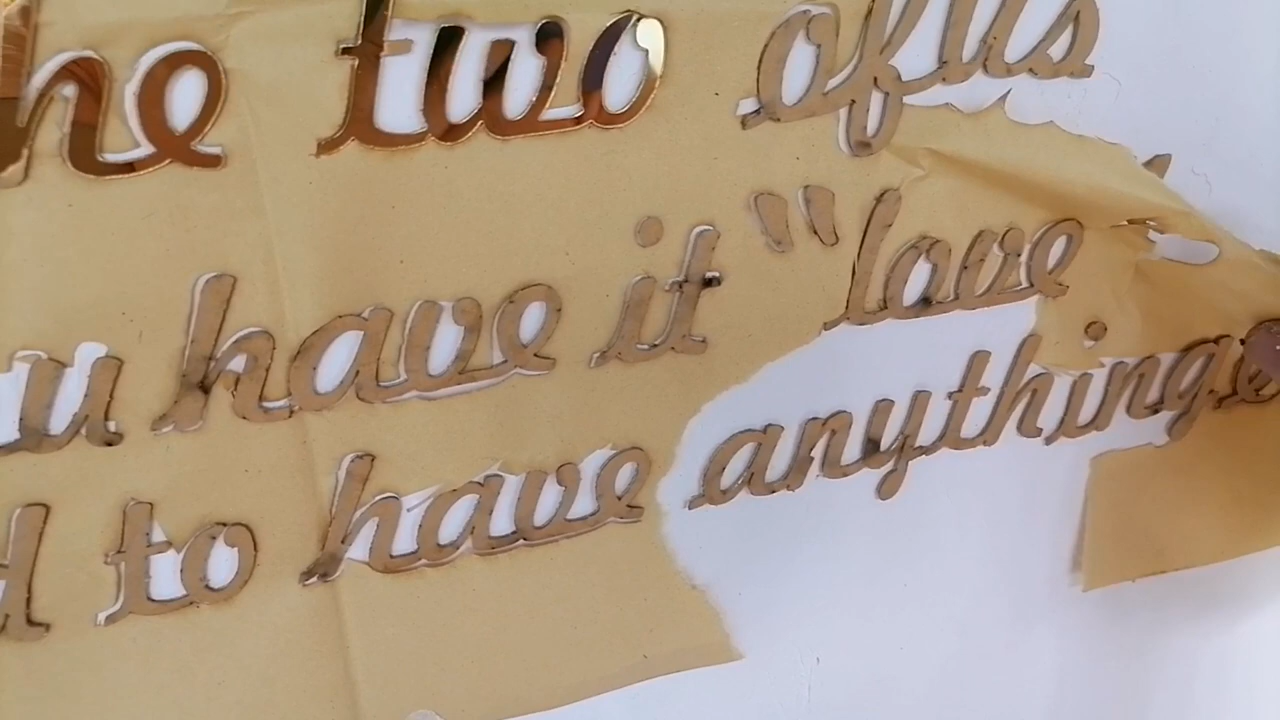 he two of us
u have it "love
d to have anything e